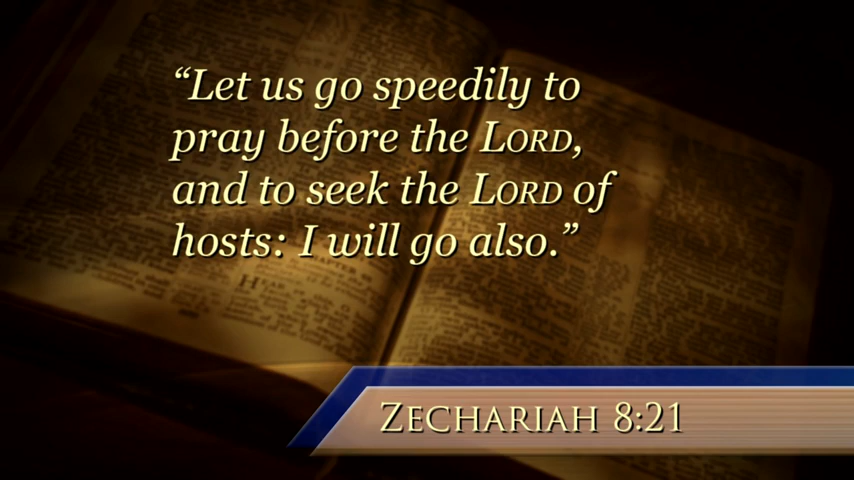 “Let us go speedily to
pray before the LORD,
and to seek the LORD of
hosts: I will go also.”
ZECHARIAH 8:21